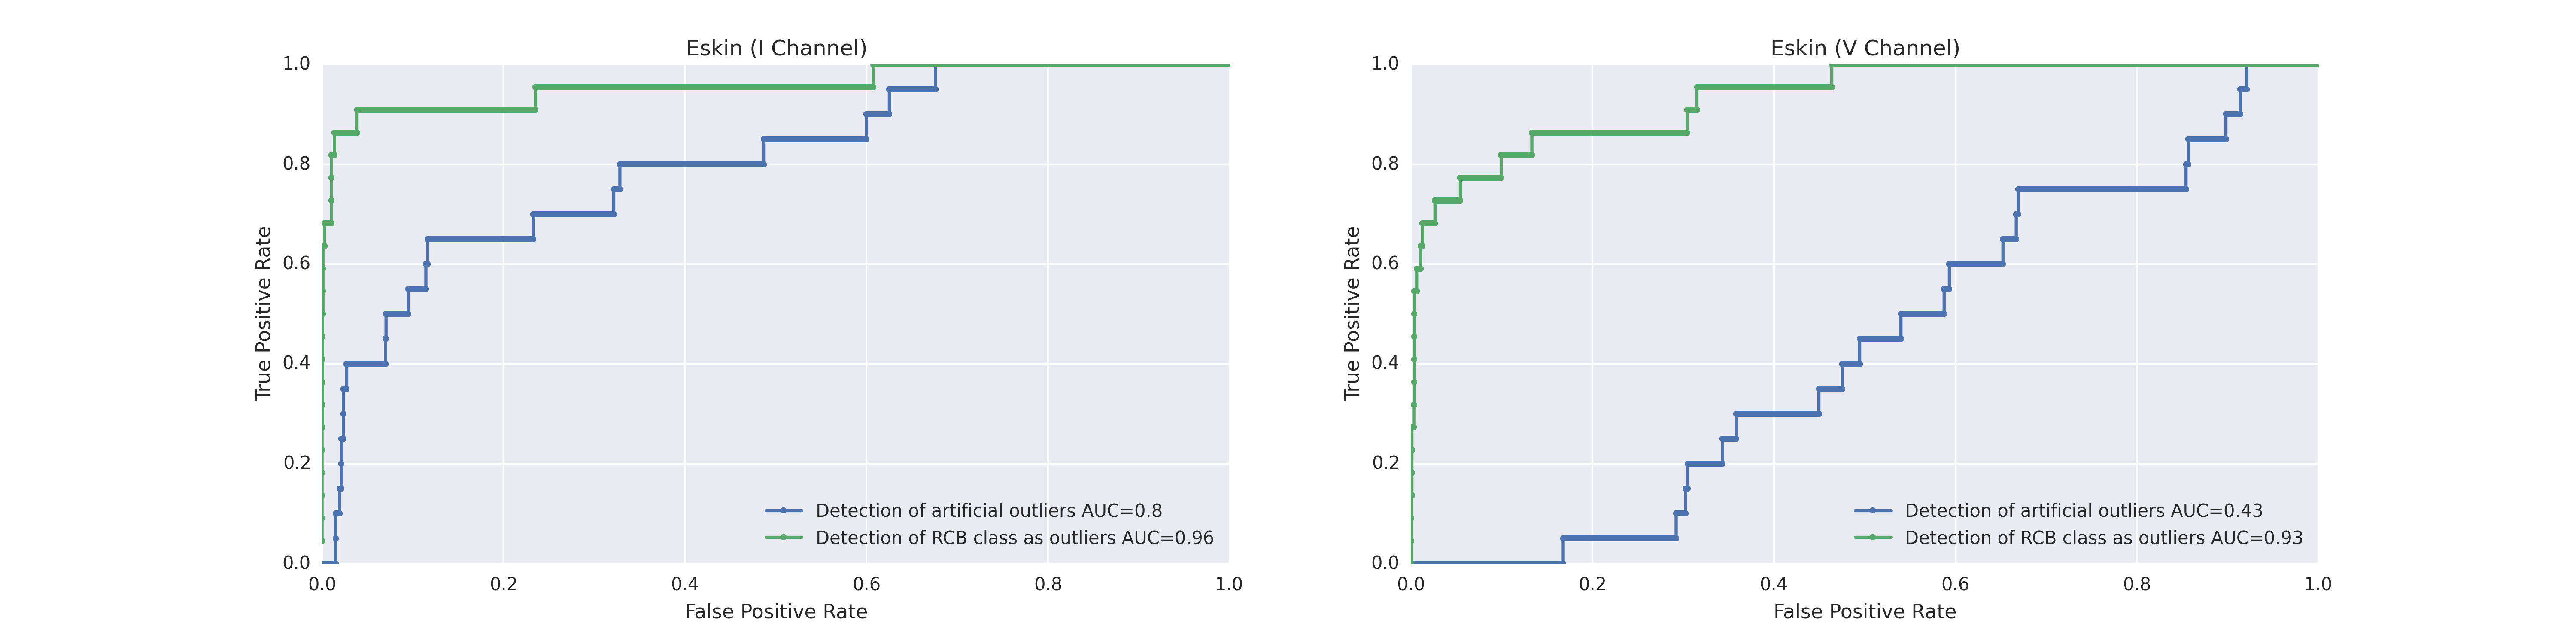 Eskin (I Channel)
1.0
0.8
0.6
0.4
0.2
0.0
True Positive Rate
Detection of artificial outliers AUC=0.8
Detection of RCB class as outliers AUC=0.96
0.0 0.2 0.4 0.6 0.8 1.0
False Positive Rate
Eskin (V Channel)
1.0
0.8
0.6
0.4
0.2
0.0
True Positive Rate
Detection of artificial outliers AUC=0.43
Detection of RCB class as outliers AUC=0.93
0.0 0.2 0.4 0.6 0.8 1.0
False Positive Rate